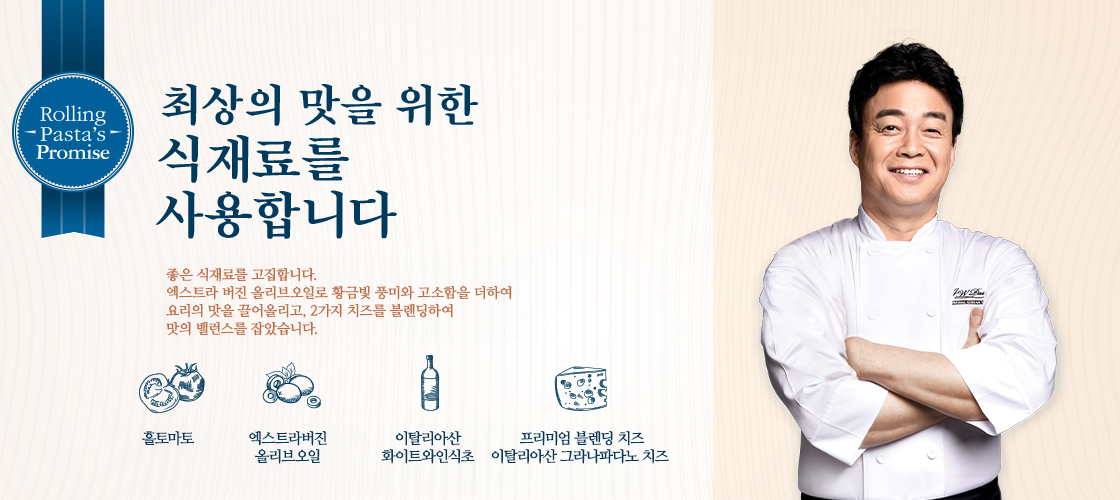 Rolling
Pasta's
Promise
최상의 맛을 위한
식재료를
사용합니다
좋은 식재료를 고집합니다.
엑스트라 버진 올리브오일로 황금빛 풍미와 고소함을 더하여
요리의 맛을 끌어올리고, 2가지 치즈를 블렌딩하여
맛의 밸런스를 잡았습니다.
홀토마토
엑스트라버진
올리브오일
이탈리아산
화이트와인식초
프리미엄 블렌딩 치즈
이탈리아산 그라나파다노 치즈